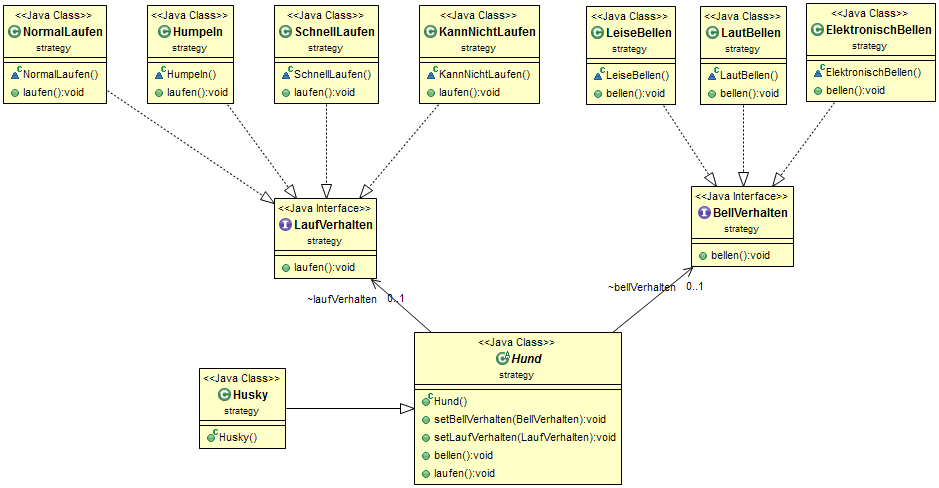 <<Java Class>>
NormalLaufen
strategy
NormalLaufen()
laufen():void
<<Java Class>>
Humpeln
strategy
Humpeln()
laufen():void
<<Java Class>>
SchnellLaufen
strategy
SchnellLaufen()
laufen():void
<<Java Class>>
KannNichtLaufen
strategy
KannNichtLaufen()
laufen():void
<<Java Class>>
LeiseBellen
strategy
LeiseBellen()
bellen():void
<<Java Class>>
LautBellen
strategy
LautBellen()
bellen():void
<<Java Class>>
ElektronischBellen
strategy
ElektronischBellen()
bellen():void
<<Java Interface>>
LaufVerhalten
strategy
laufen():void
<<Java Interface>>
BellVerhalten
strategy
bellen():void
~laufVerhalten 0..1
~bellVerhalten 0..1
<<Java Class>>
Hund
strategy
Hund()
setBellVerhalten(BellVerhalten):void
setLaufVerhalten(LaufVerhalten):void
bellen():void
laufen():void
<<Java Class>>
Husky
strategy
Husky()